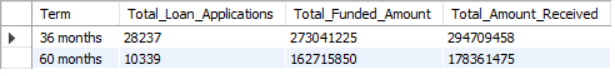 Term Total_Loan_Applications Total_Funded_Amount Total_Amount_Received
36 months 28237 273041225 294709458
60 months 10339 162715850 178361475